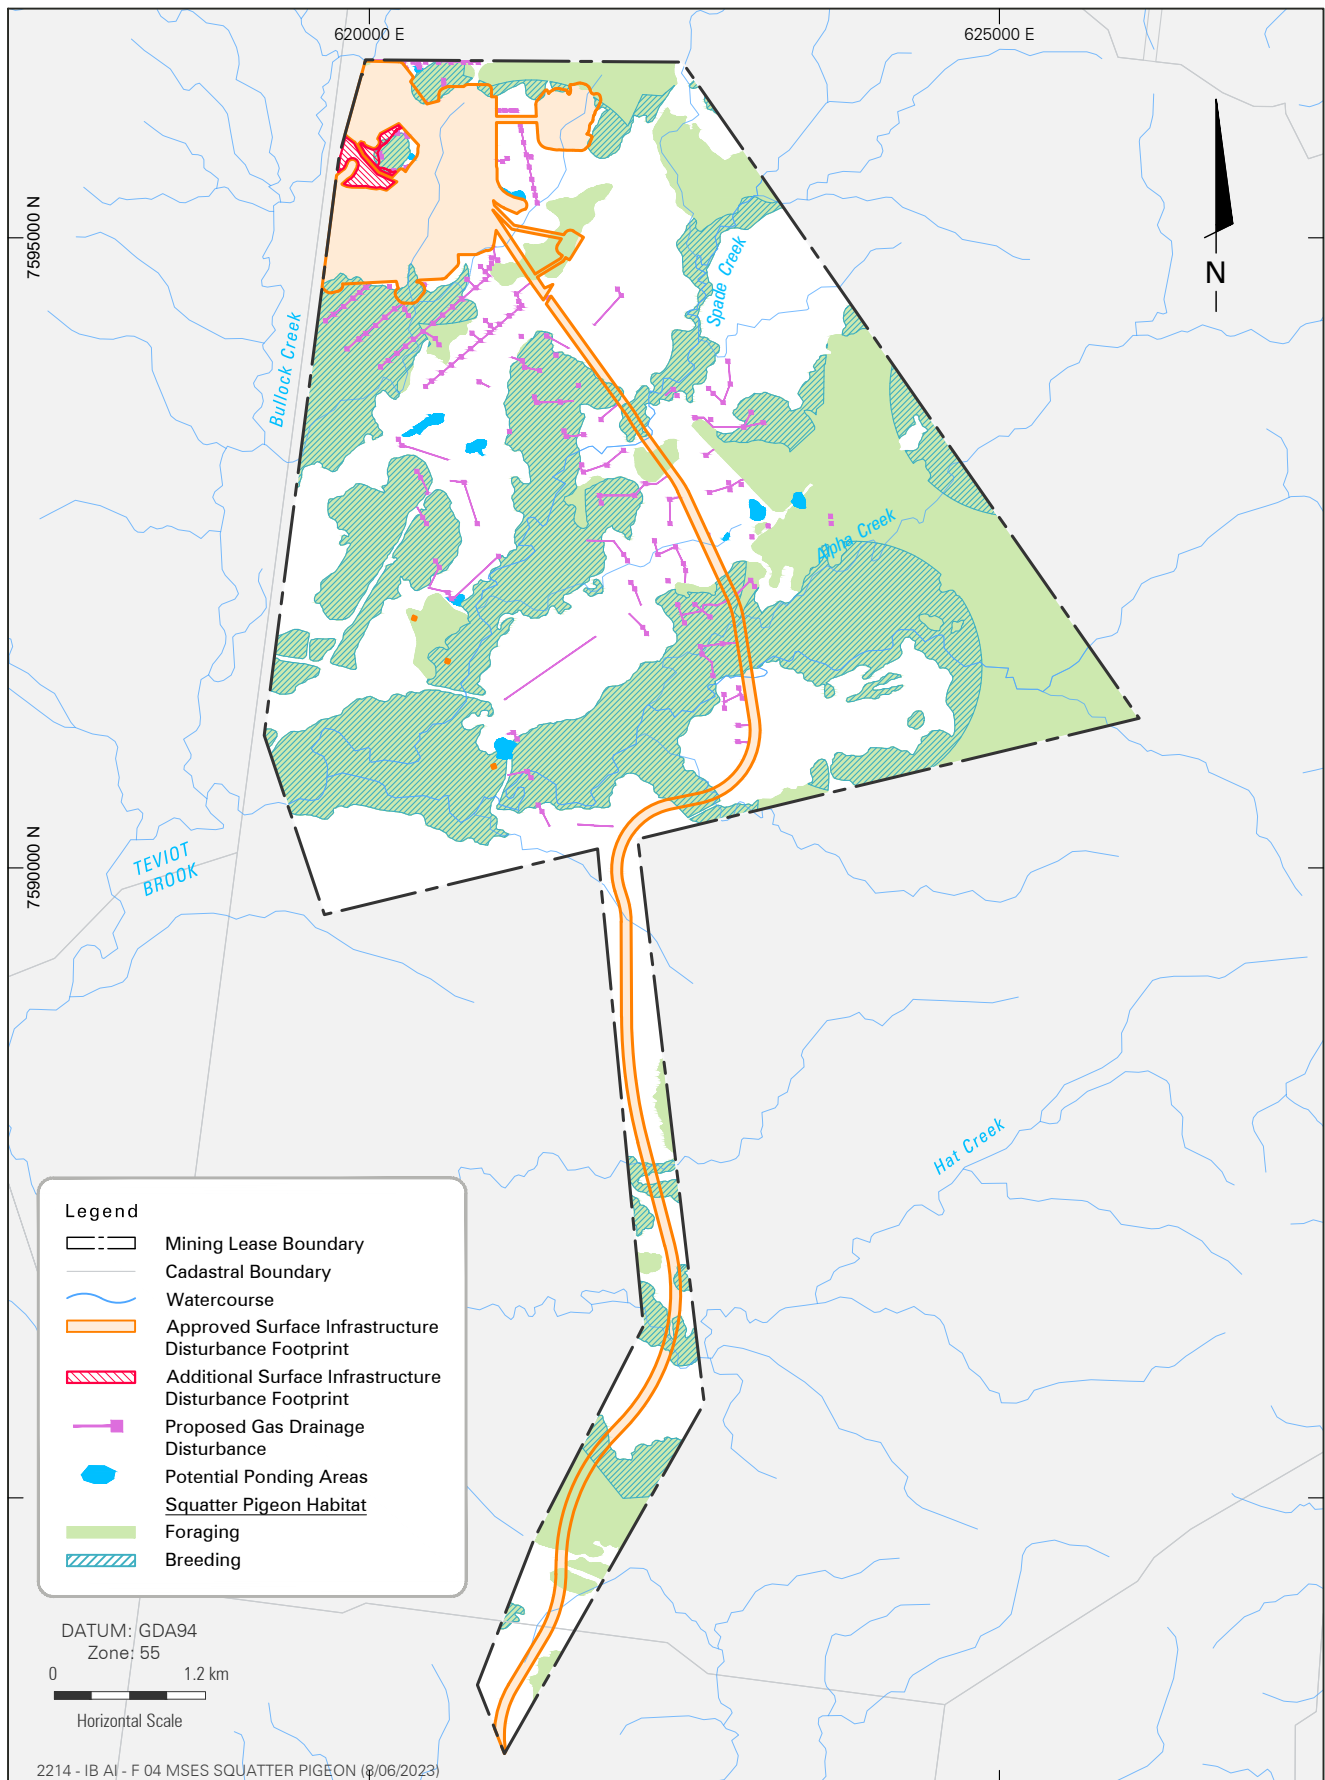 620000 E
625000 E
7595000 N
N
Spade Creek
Bullock Creek
Alpha Creek
7590000 N
TEVIOT
BROOK
Hat Creek
Legend
Mining Lease Boundary
Cadastral Boundary
Watercourse
Approved Surface Infrastructure
Disturbance Footprint
Additional Surface Infrastructure
Disturbance Footprint
Proposed Gas Drainage
Disturbance
Potential Ponding Areas
Squatter Pigeon Habitat
Foraging
Breeding
DATUM: GDA94
Zone: 55
0 1.2 km
Horizontal Scale
2214 - IB AI - F 04 MSES SQUATTER PIGEON (8/06/2023)